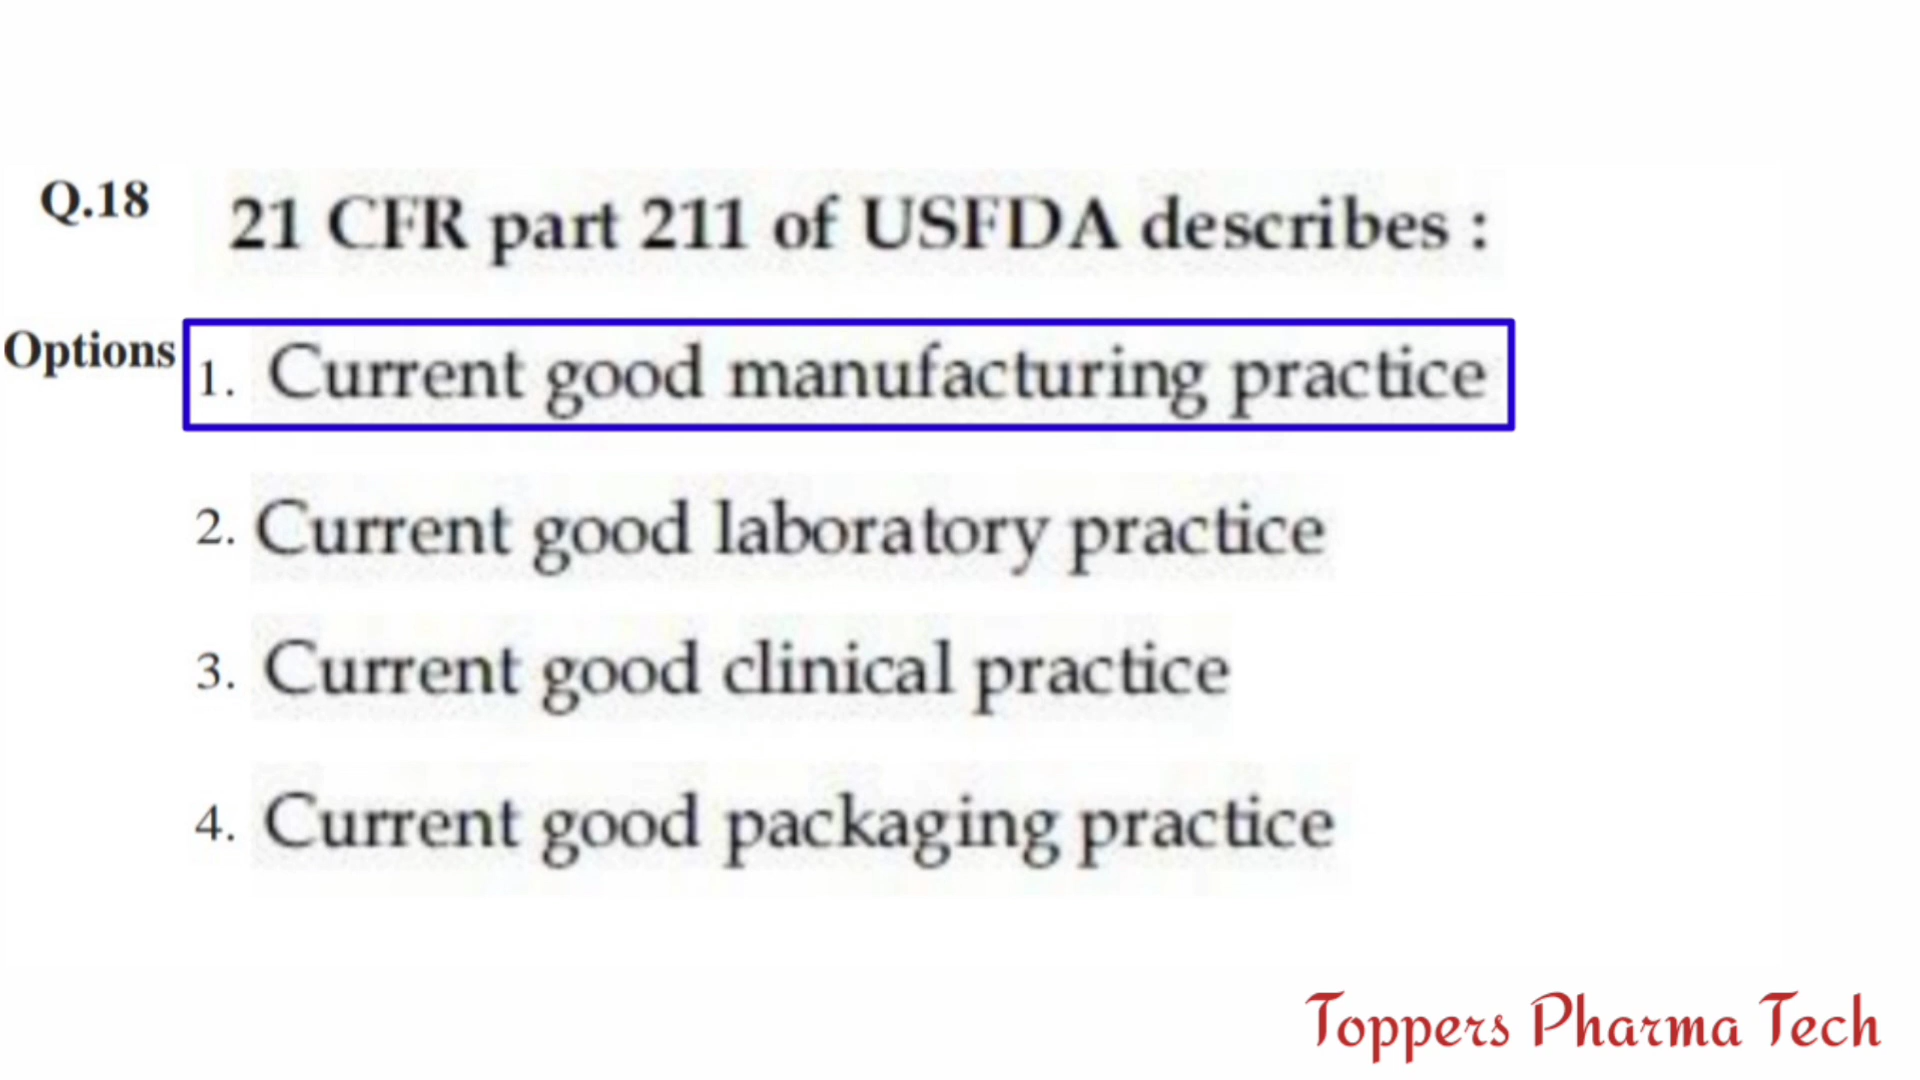 Q.18 21 CFR part 211 of USFDA describes :
Options 1. Current good manufacturing practice
2. Current good laboratory practice
3. Current good clinical practice
4. Current good packaging practice
Toppers Pharma Tech